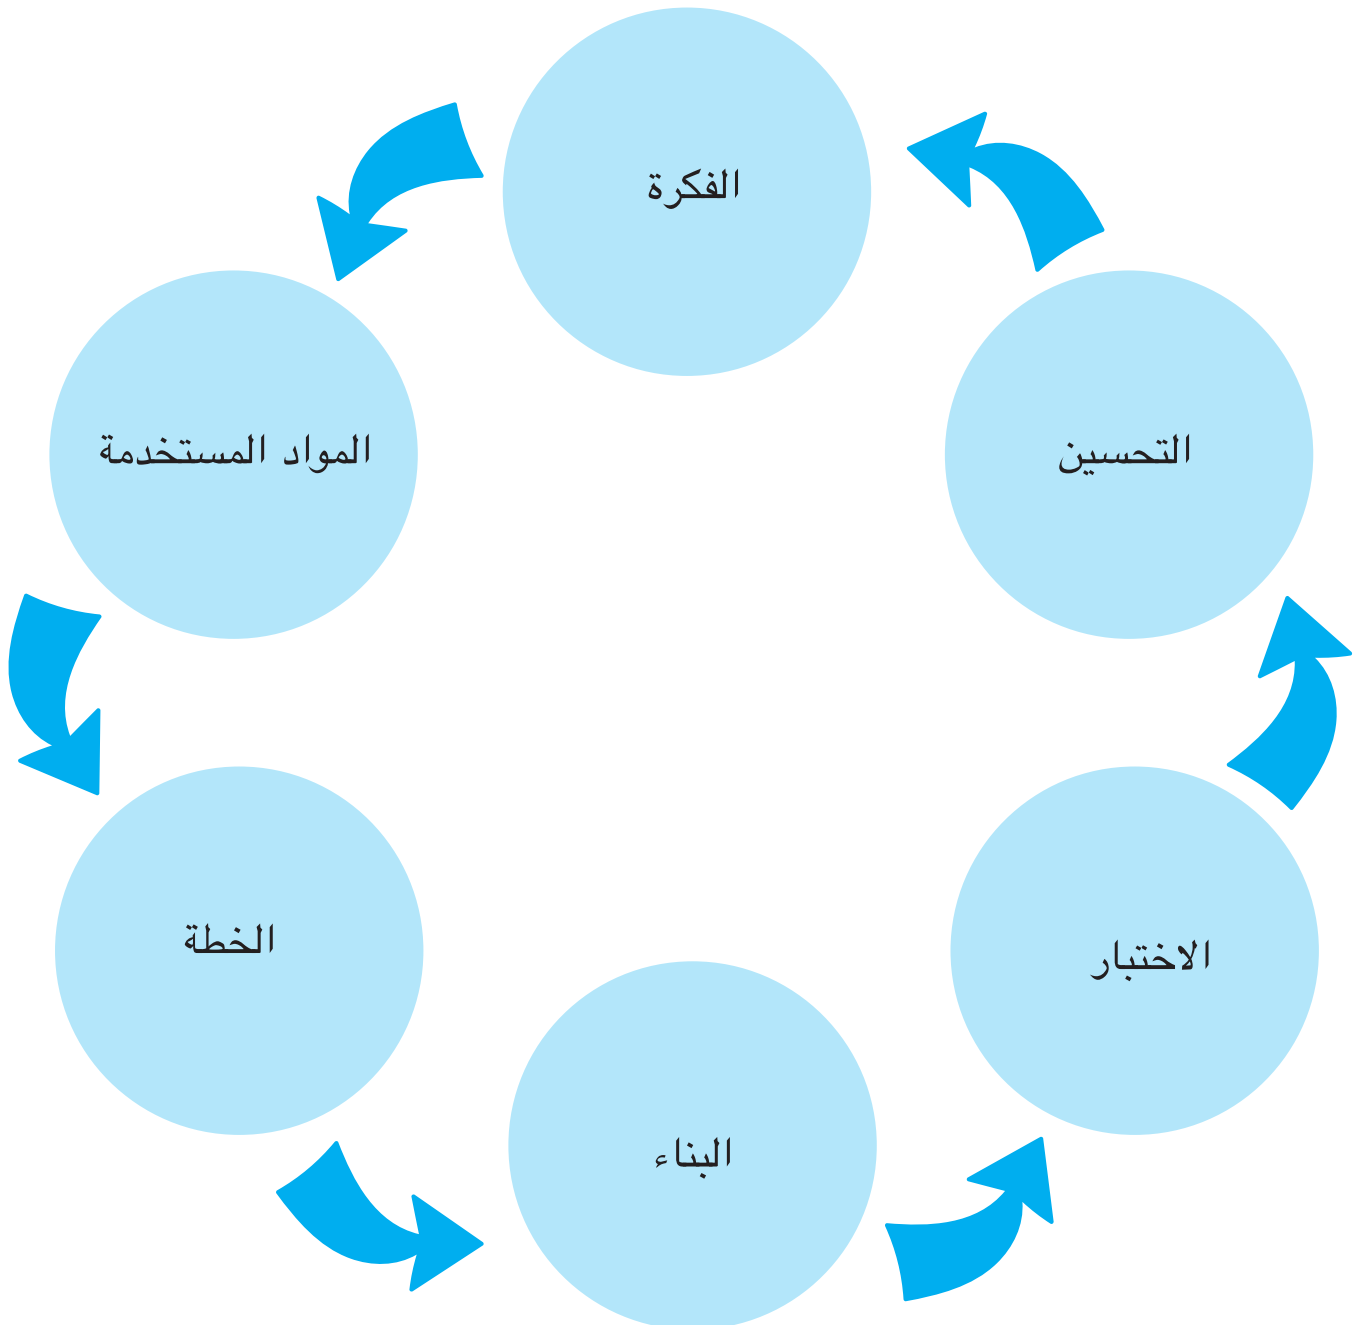 الفكرة
المواد المستخدمة
الخطة
البناء
الاختبار
التحسين